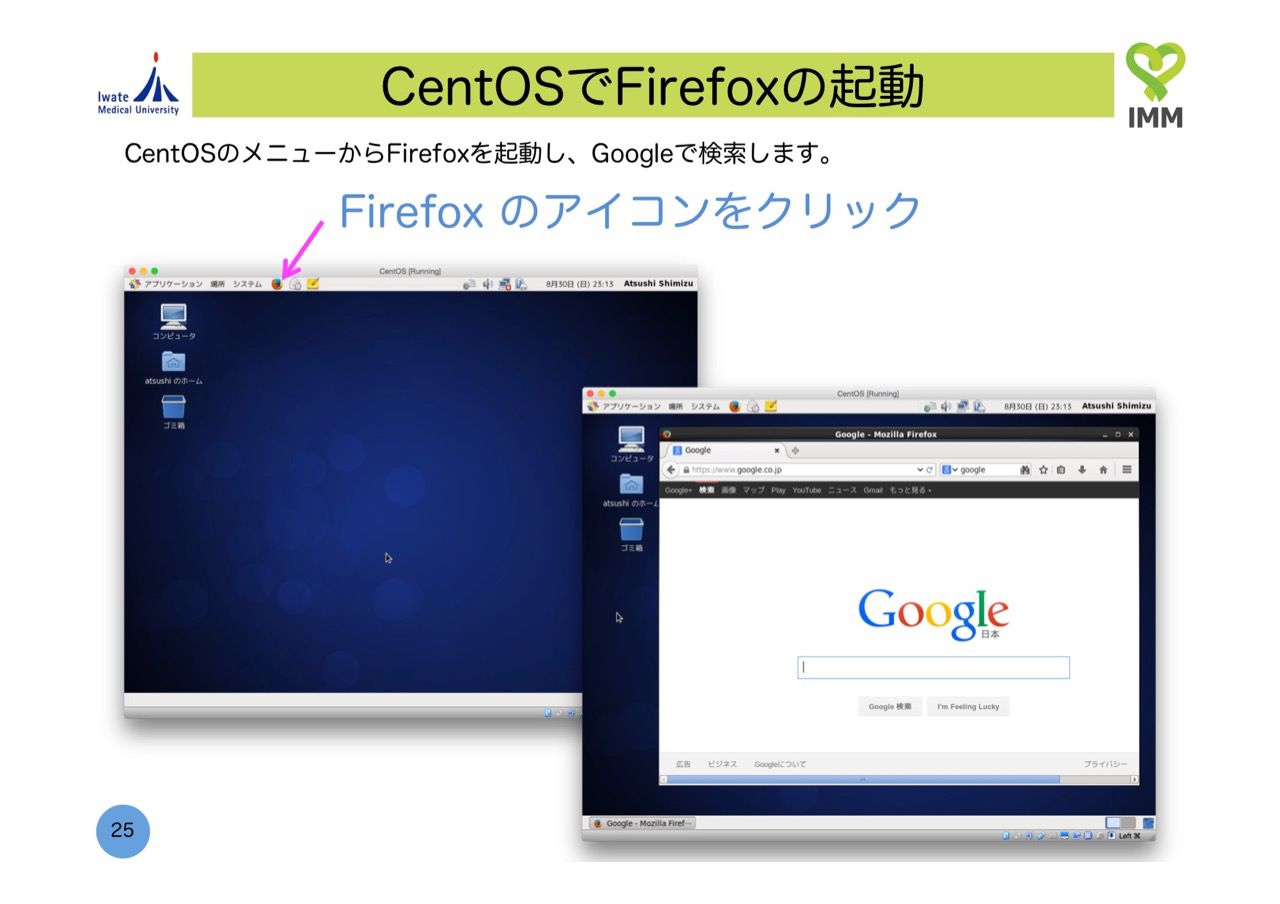 Iwate
Medical University
CentOSでFirefoxの起動
IMM
CentOSのメニューからFirefoxを起動し、Googleで検索します。
Firefox のアイコンをクリック
CentOS [Running]
アプリケーション 場所 システム 8月30日 (日) 23:13 Atsushi Shimizu
コンピュータ
atsushi のホーム
ゴミ箱
CentOS [Running]
アプリケーション 場所 システム 8月30日 (日) 23:13 Atsushi Shimizu
コンピュータ
atsushi のホーム
ゴミ箱
Google - Mozilla Firefox
Google
https://www.google.co.jp google
Google+ 検索 画像 マップ Play YouTube ニュース Gmail もっと見る
Google
日本
Google 検索 I'm Feeling Lucky
広告 ビジネス Googleについて プライバシー
Google - Mozilla Firef…
Left ⌘
25